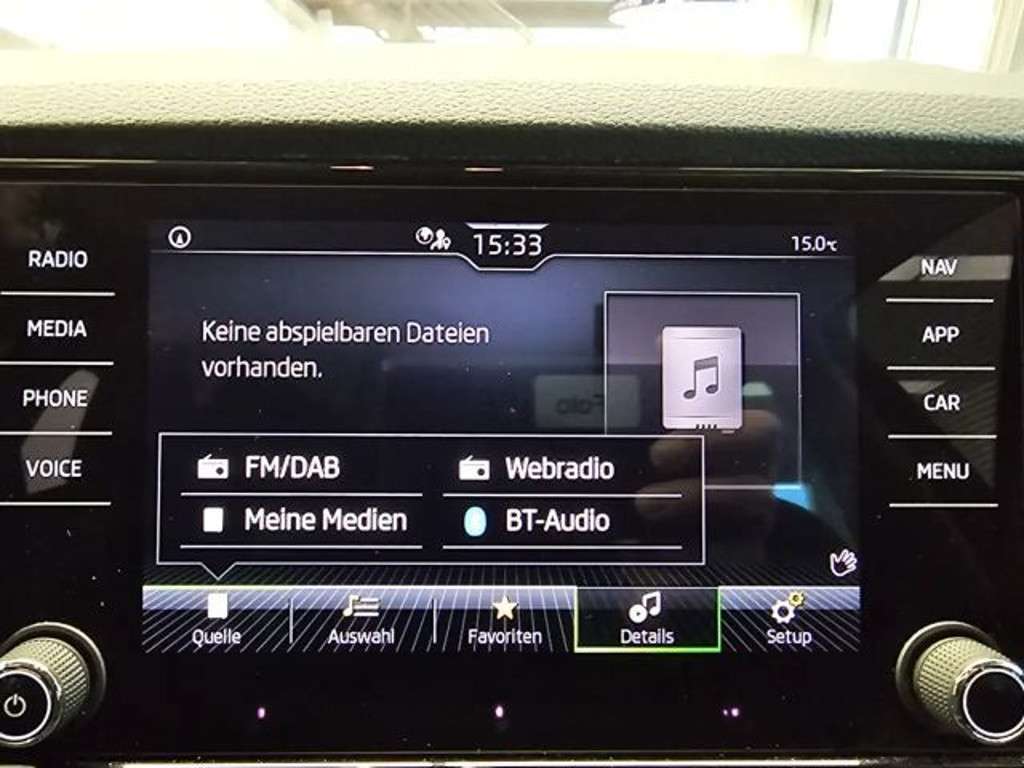 RADIO
MEDIA
PHONE
VOICE
15:33
15.0°C
Keine abspielbaren Dateien
vorhanden.
FM/DAB
Webradio
Meine Medien
BT-Audio
Quelle
Auswahl
Favoriten
Details
Setup
NAV
APP
CAR
MENU